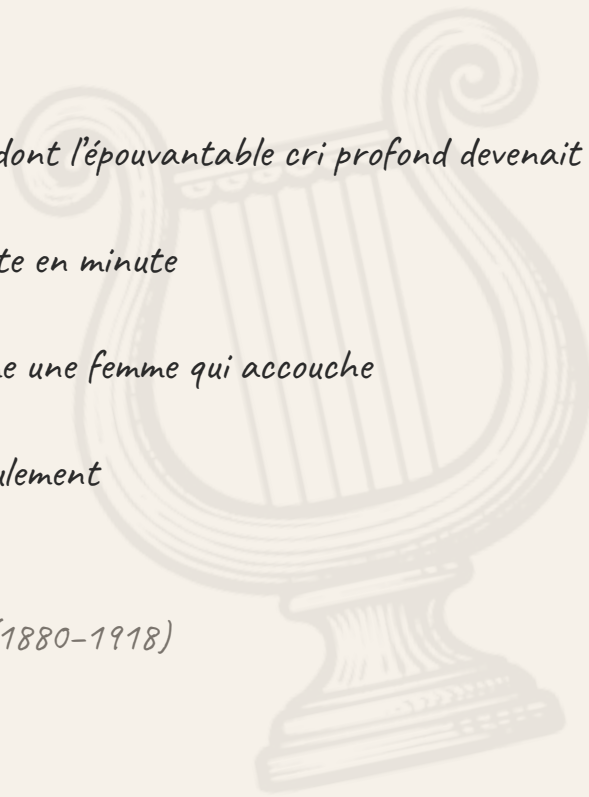 dont l’épouvantable cri profond devenait
te en minute
e une femme qui accouche
ulement
(1880–1918)